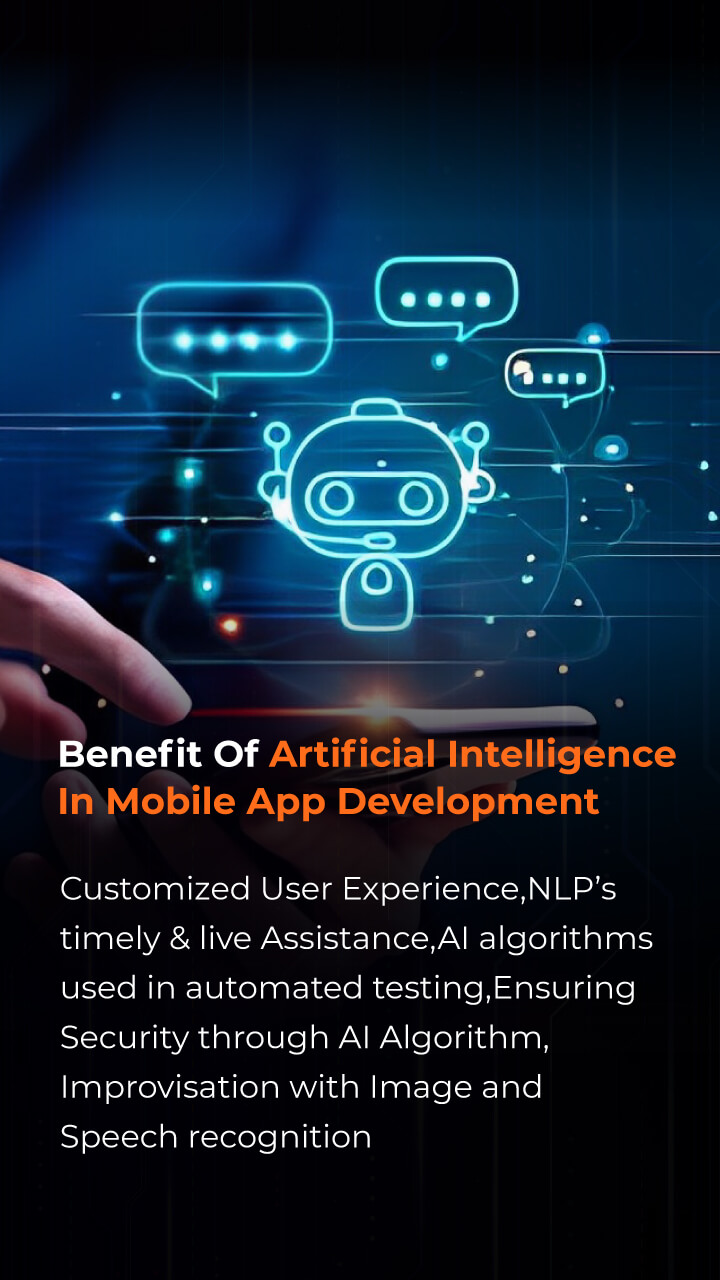 Benefit Of Artificial Intelligence
In Mobile App Development
Customized User Experience,NLP’s
timely & live Assistance,AI algorithms
used in automated testing,Ensuring
Security through AI Algorithm,
Improvisation with Image and
Speech recognition